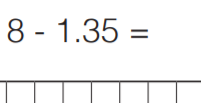 8 - 1.35 =